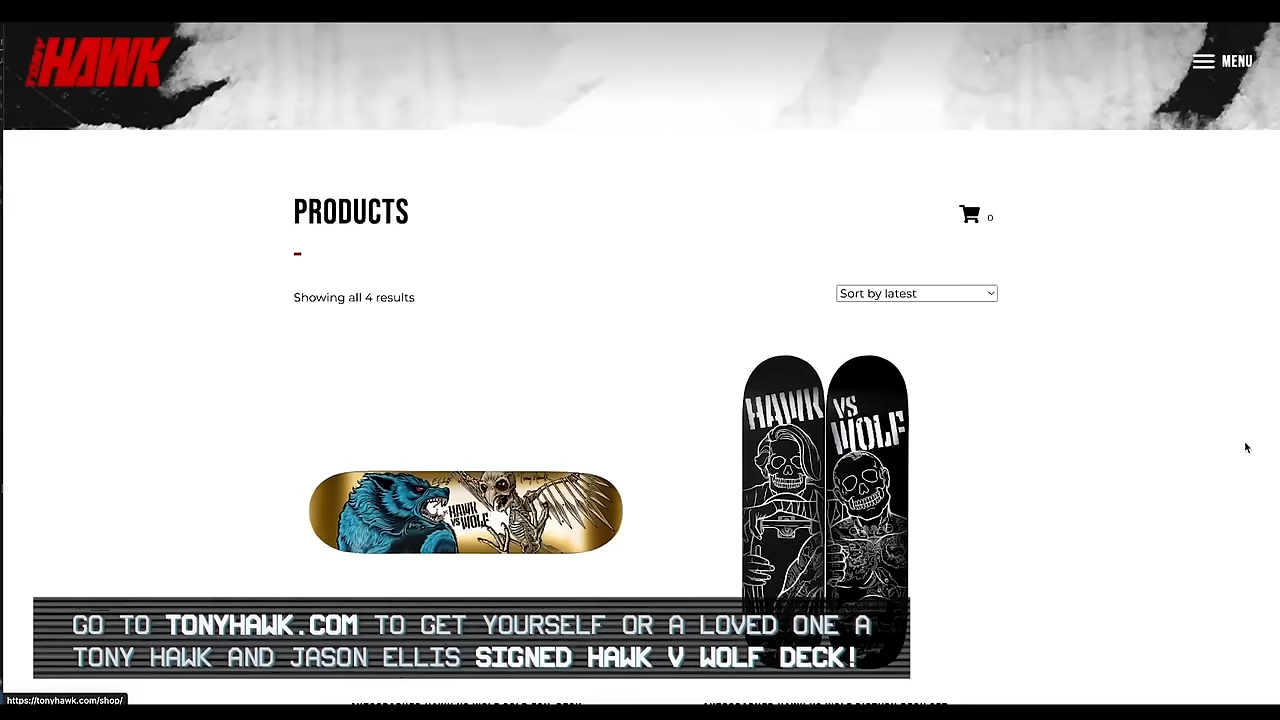 TONY HAWK
MENU
PRODUCTS
0
Showing all 4 results
Sort by latest
HAWK
VS
WOLF
HAWK
VS WOLF
GO TO TONYHAWK.COM TO GET YOURSELF OR A LOVED ONE A
TONY HAWK AND JASON ELLIS SIGNED HAWK V WOLF DECK!
https://tonyhawk.com/shop/